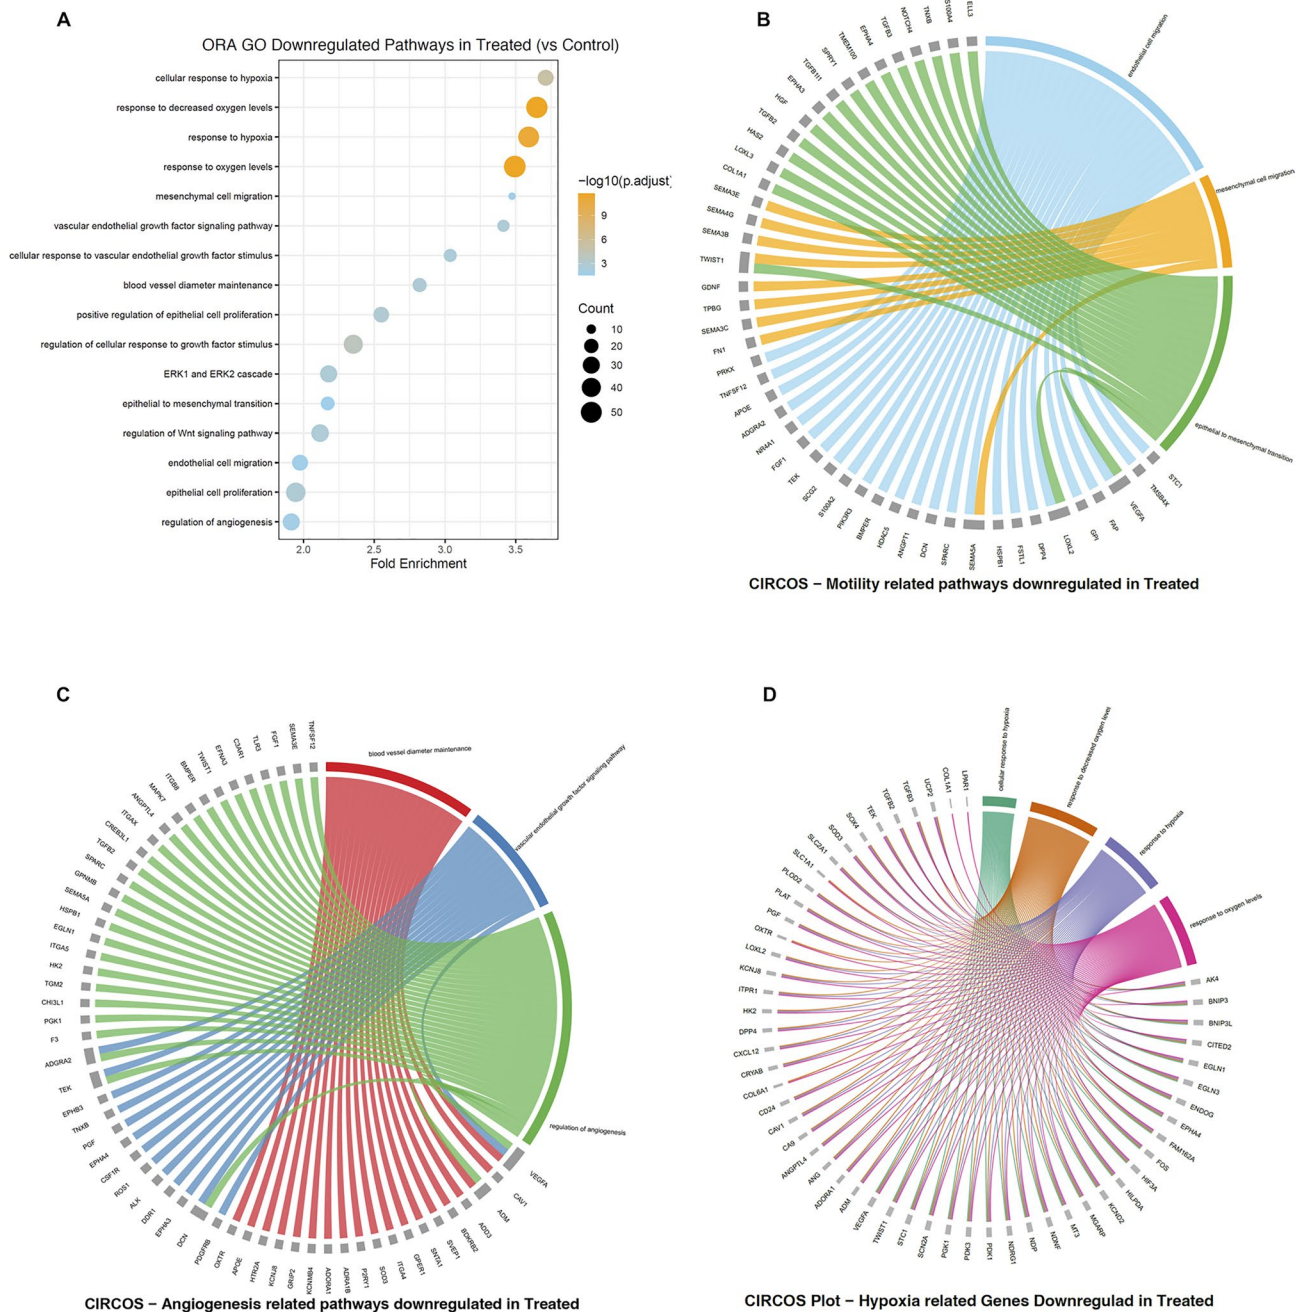 A
ORA GO Downregulated Pathways in Treated (vs Control)
cellular response to hypoxia
response to decreased oxygen levels
response to hypoxia
response to oxygen levels
mesenchymal cell migration
vascular endothelial growth factor signaling pathway
cellular response to vascular endothelial growth factor stimulus
blood vessel diameter maintenance
positive regulation of epithelial cell proliferation
regulation of cellular response to growth factor stimulus
ERK1 and ERK2 cascade
epithelial to mesenchymal transition
regulation of Wnt signaling pathway
endothelial cell migration
epithelial cell proliferation
regulation of angiogenesis
2.0 2.5 3.0 3.5
Fold Enrichment
−log10(p.adjust)
9
6
3
Count
10
20
30
40
50
B
endothelial cell migration
mesenchymal cell migration
epithelial to mesenchymal transition
ELL3
S100A4
TNXB
NOTCH4
TGFB3
EPHA4
TMEM100
SPRY1
TGFB1I1
EPHA3
HGF
TGFB2
HAS2
LOXL3
COL1A1
SEMA3E
SEMA4G
SEMA3B
TWIST1
GDNF
TPBG
SEMA3C
FN1
PRKX
TNFSF12
APOE
ADGRA2
NR4A1
FGF1
TEK
SCG2
S100A2
PIK3R3
BMPER
HDAC5
ANGPT1
DCN
SPARC
SEMA5A
HSPB1
FSTL1
DPP4
LOXL2
GPI
FAP
VEGFA
TMSB4X
STC1
CIRCOS − Motility related pathways downregulated in Treated
C
blood vessel diameter maintenance
vascular endothelial growth factor signaling pathway
regulation of angiogenesis
TNFSF12
SEMA3E
FGF1
TLR3
C3AR1
EFNA3
TWIST1
BMPER
ITGB8
MAPK7
ANGPTL4
ITGAX
CREB3L1
TGFB2
SPARC
GPNMB
SEMA5A
HSPB1
EGLN1
ITGA5
HK2
TGM2
CHI3L1
PGK1
F3
ADGRA2
TEK
EPHB3
TNXB
PGF
EPHA4
CSF1R
ROS1
ALK
DDR1
EPHA3
DCN
PDGFRB
OXTR
APOE
HTR2A
KCNJ8
GRIP2
KCNMB4
ADORA1
ADRA1B
P2RY1
SOD3
ITGA4
GPER1
SNTA1
SVEP1
BDKRB2
ADD3
ADM
CAV1
VEGFA
CIRCOS − Angiogenesis related pathways downregulated in Treated
D
cellular response to hypoxia
response to decreased oxygen level
response to hypoxia
response to oxygen levels
LPAR1
COL1A1
UCP2
TGFB3
TGFB2
TEK
SOX4
SOD3
SLC2A1
SLC1A1
PLOD2
PLAT
PGF
OXTR
LOXL2
KCNJ8
ITPR1
HK2
DPP4
CXCL12
CRYAB
COL6A1
CD24
CAV1
CA9
ANGPTL4
ANG
ADORA1
ADM
VEGFA
TWIST1
STC1
SCN2A
PGK1
PDK3
PDK1
NDRG1
NDP
NDNF
MT3
MGARP
KCND2
HILPDA
HIF3A
FOS
FAM162A
EPHA4
ENDOG
EGLN3
EGLN1
CITED2
BNIP3L
BNIP3
AK4
CIRCOS Plot − Hypoxia related Genes Downregulad in Treated